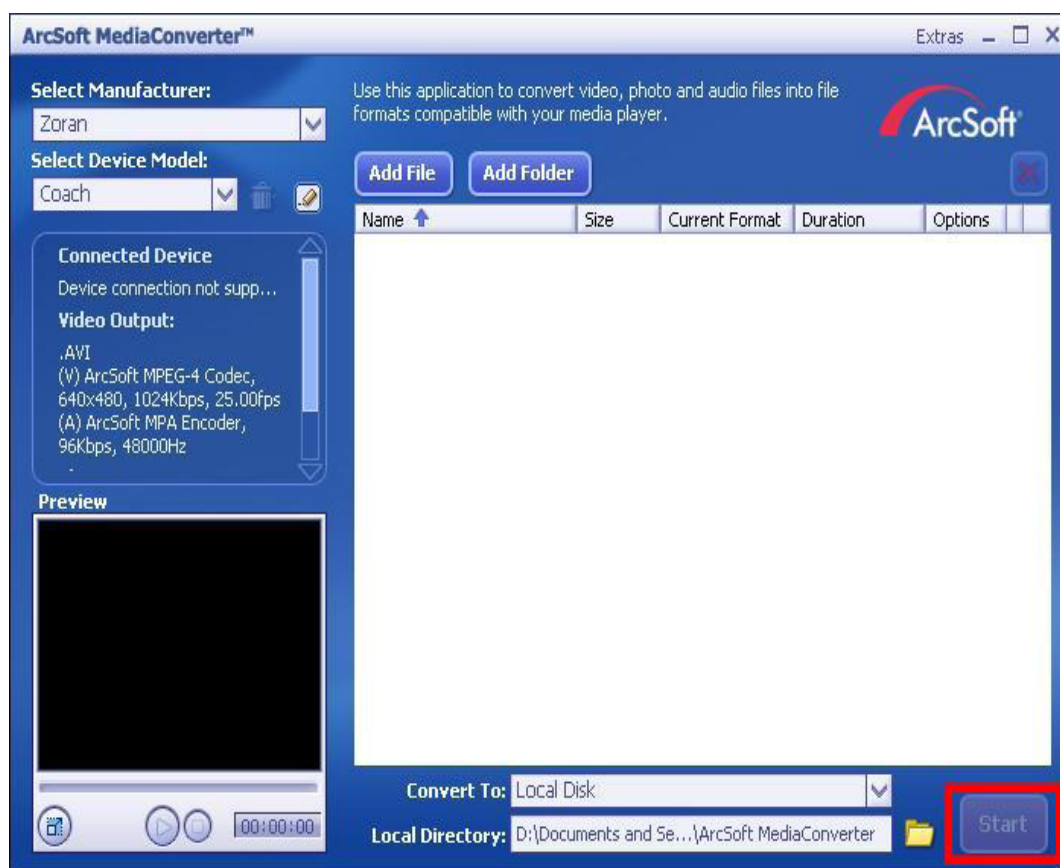 ArcSoft MediaConverter™
Extras
Select Manufacturer:
Zoran
Select Device Model:
Coach
Use this application to convert video, photo and audio files into file
formats compatible with your media player.
ArcSoft
Add File
Add Folder
Name
Size
Current Format
Duration
Options
Connected Device
Device connection not supp...
Video Output:
.AVI
(V) ArcSoft MPEG-4 Codec,
640x480, 1024Kbps, 25.00fps
(A) ArcSoft MPA Encoder,
96Kbps, 48000Hz
Preview
00:00:00
Convert To: Local Disk
Local Directory: D:\Documents and Se...\ArcSoft MediaConverter
Start